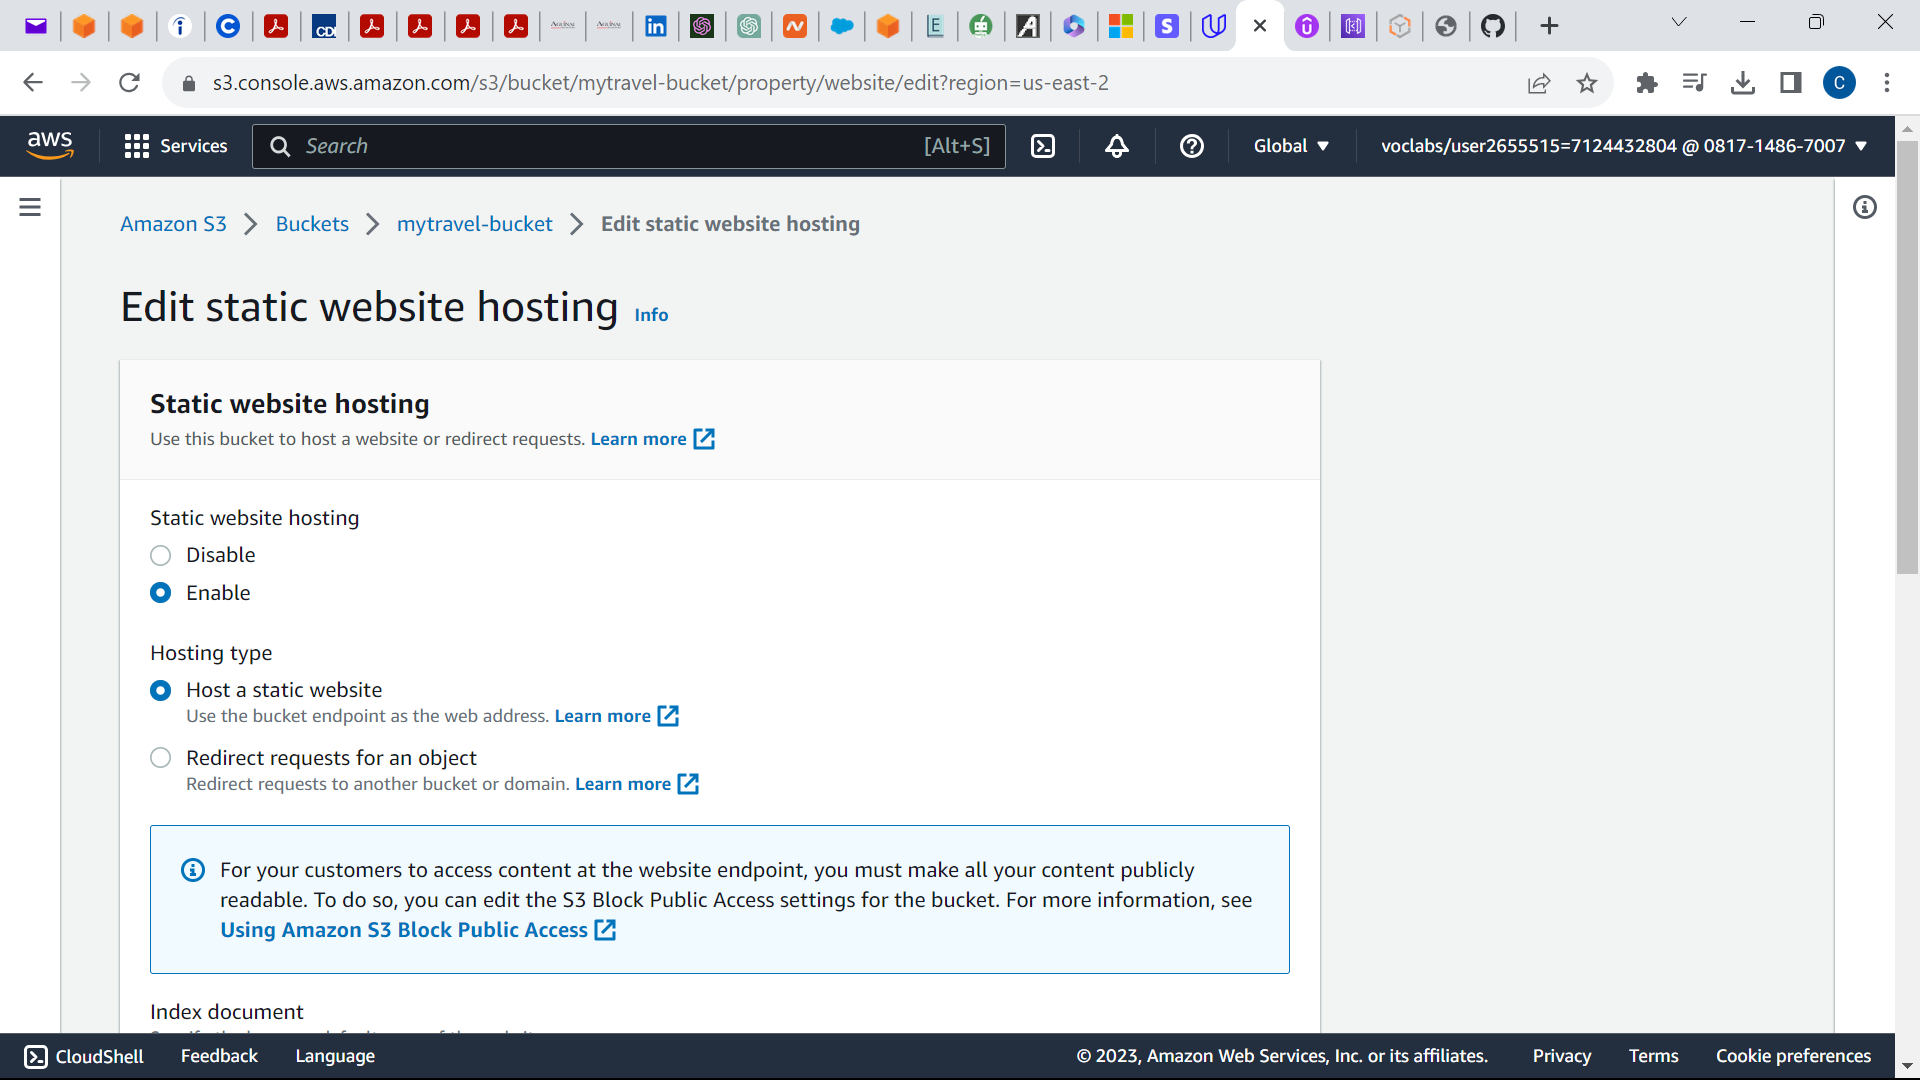 s3.console.aws.amazon.com/s3/bucket/mytravel-bucket/property/website/edit?region=us-east-2
C
aws
Services
Search
[Alt+S]
Global
voclabs/user2655515=7124432804 @ 0817-1486-7007
Amazon S3
Buckets
mytravel-bucket
Edit static website hosting
Edit static website hosting Info
Static website hosting
Use this bucket to host a website or redirect requests. Learn more
Static website hosting
Disable
Enable
Hosting type
Host a static website
Use the bucket endpoint as the web address. Learn more
Redirect requests for an object
Redirect requests to another bucket or domain. Learn more
For your customers to access content at the website endpoint, you must make all your content publicly
readable. To do so, you can edit the S3 Block Public Access settings for the bucket. For more information, see
Using Amazon S3 Block Public Access
Index document
CloudShell
Feedback
Language
© 2023, Amazon Web Services, Inc. or its affiliates.
Privacy
Terms
Cookie preferences